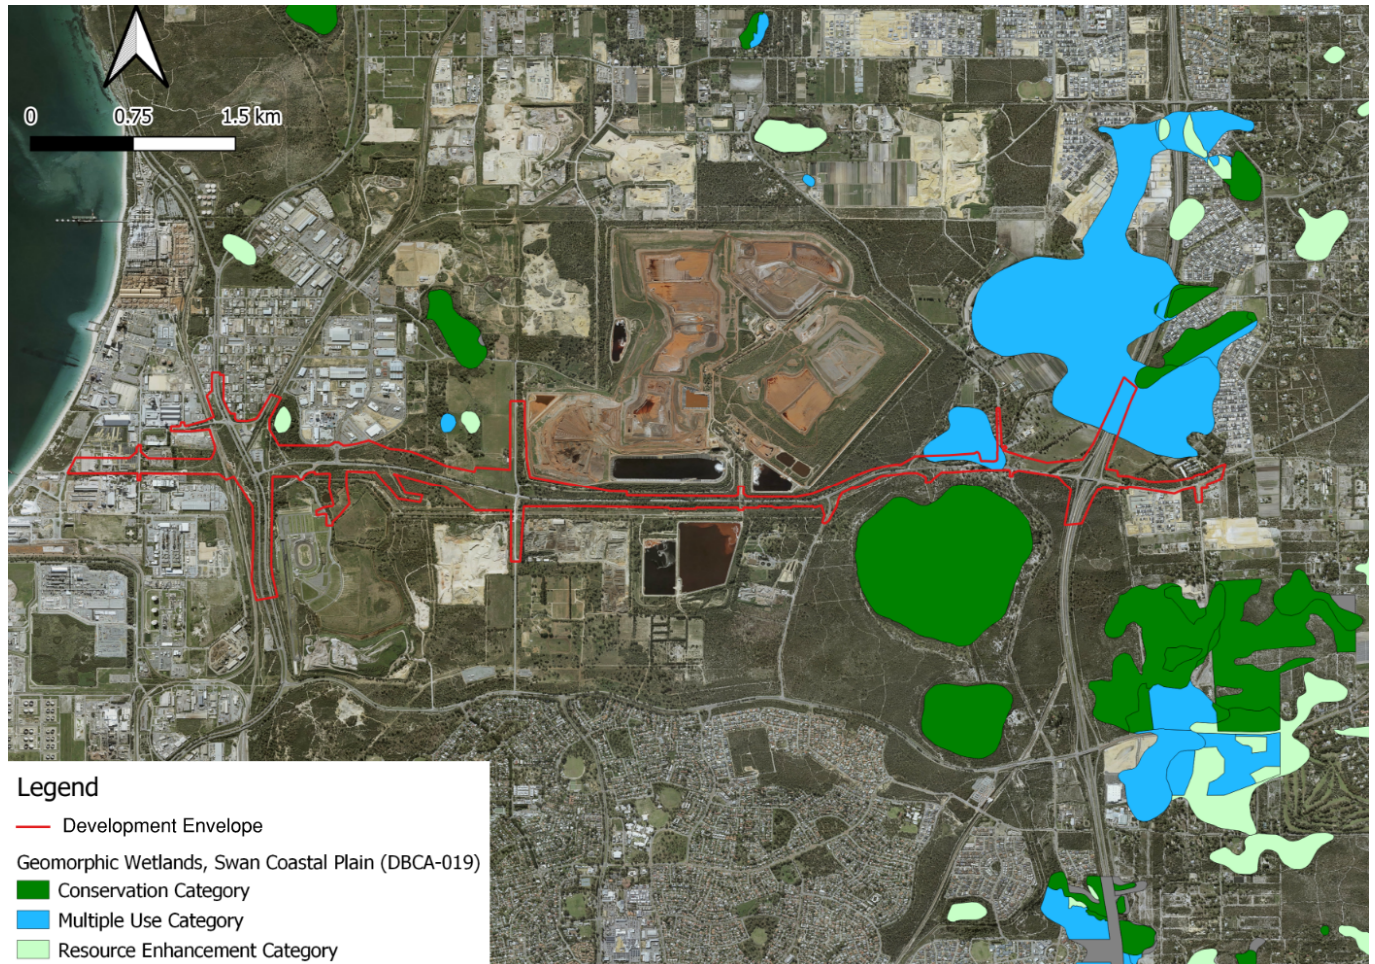 0 0.75 1.5 km
Legend
Development Envelope
Geomorphic Wetlands, Swan Coastal Plain (DBCA-019)
Conservation Category
Multiple Use Category
Resource Enhancement Category